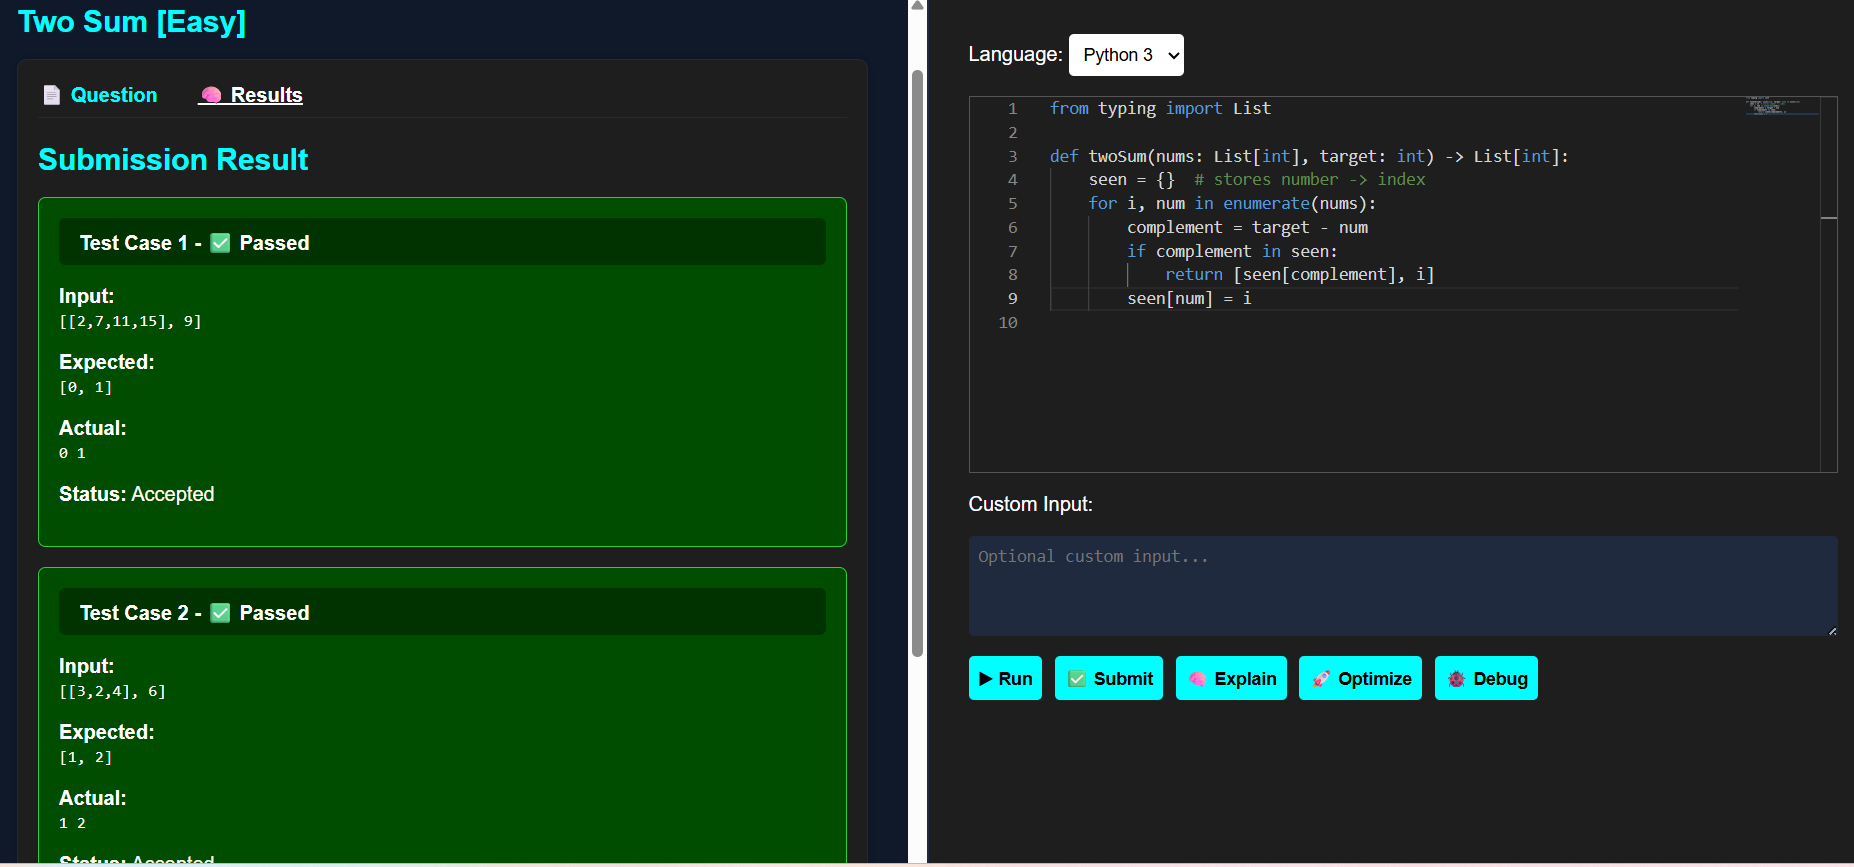 Two Sum [Easy]
📄 Question 🧠 Results
Submission Result
Test Case 1 - ✅ Passed
Input:
[[2,7,11,15], 9]
Expected:
[0, 1]
Actual:
0 1
Status: Accepted
Test Case 2 - ✅ Passed
Input:
[[3,2,4], 6]
Expected:
[1, 2]
Actual:
1 2
Status: Accepted
Language: Python 3
1 from typing import List
2
3 def twoSum(nums: List[int], target: int) -> List[int]:
4     seen = {}  # stores number -> index
5     for i, num in enumerate(nums):
6         complement = target - num
7         if complement in seen:
8             return [seen[complement], i]
9         seen[num] = i
10
Custom Input:
Optional custom input...
▶ Run ✅ Submit 🧠 Explain 🚀 Optimize 🐞 Debug